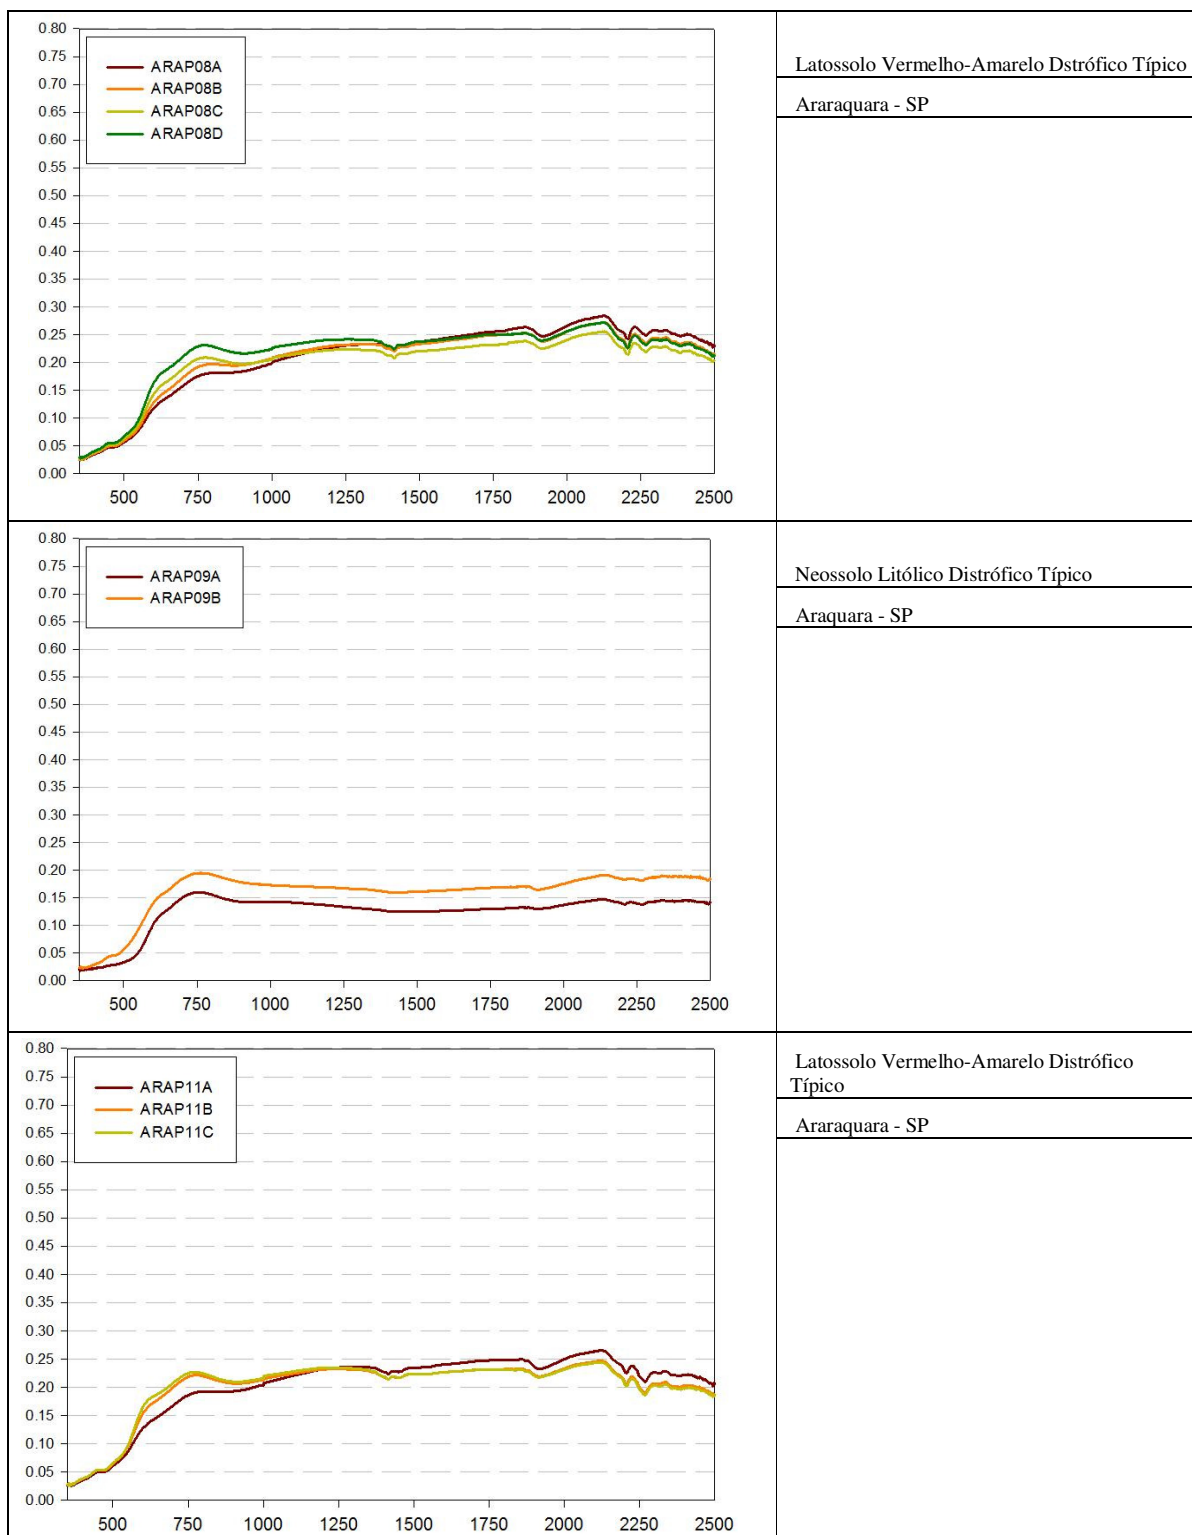 0.80
0.75
0.70
0.65
0.60
0.55
0.50
0.45
0.40
0.35
0.30
0.25
0.20
0.15
0.10
0.05
0.00
ARAP08A
ARAP08B
ARAP08C
ARAP08D
500 750 1000 1250 1500 1750 2000 2250 2500
Latossolo Vermelho-Amarelo Dstrófico Típico
Araraquara - SP
0.80
0.75
0.70
0.65
0.60
0.55
0.50
0.45
0.40
0.35
0.30
0.25
0.20
0.15
0.10
0.05
0.00
ARAP09A
ARAP09B
500 750 1000 1250 1500 1750 2000 2250 2500
Neossolo Litólico Distrófico Típico
Araquara - SP
0.80
0.75
0.70
0.65
0.60
0.55
0.50
0.45
0.40
0.35
0.30
0.25
0.20
0.15
0.10
0.05
0.00
ARAP11A
ARAP11B
ARAP11C
500 750 1000 1250 1500 1750 2000 2250 2500
Latossolo Vermelho-Amarelo Distrófico
Típico
Araraquara - SP